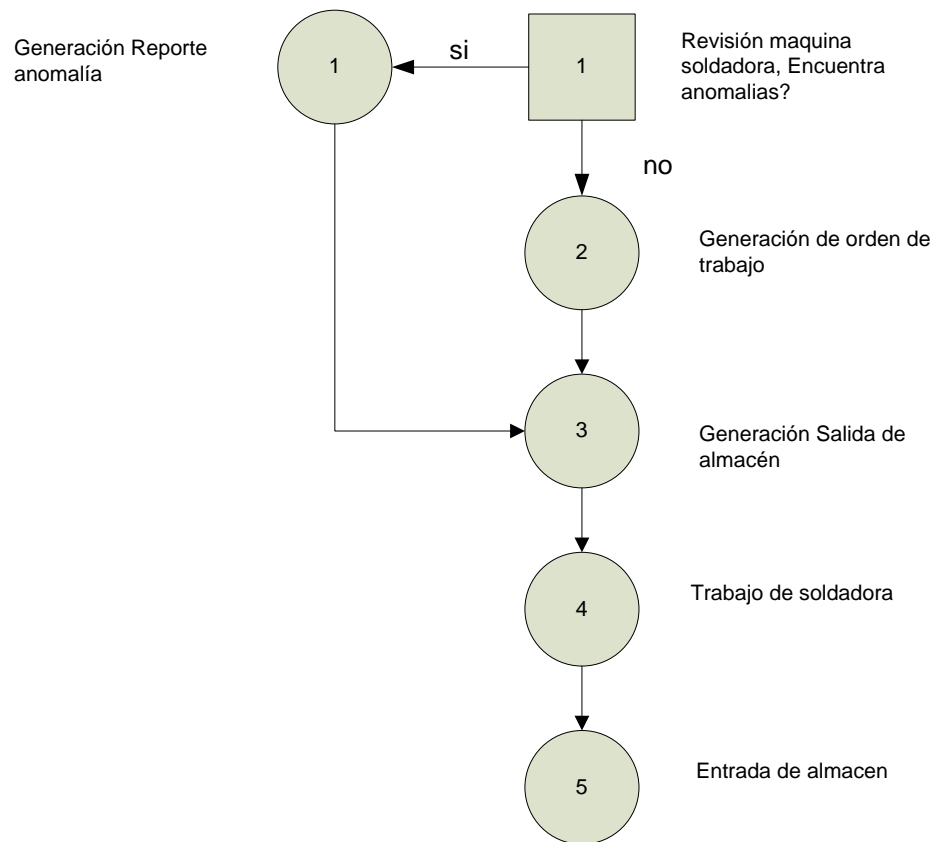 Generación Reporte
anomalía
1
si
1
Revisión maquina
soldadora, Encuentra
anomalias?
no
2
Generación de orden de
trabajo
3
Generación Salida de
almacén
4
Trabajo de soldadora
5
Entrada de almacen